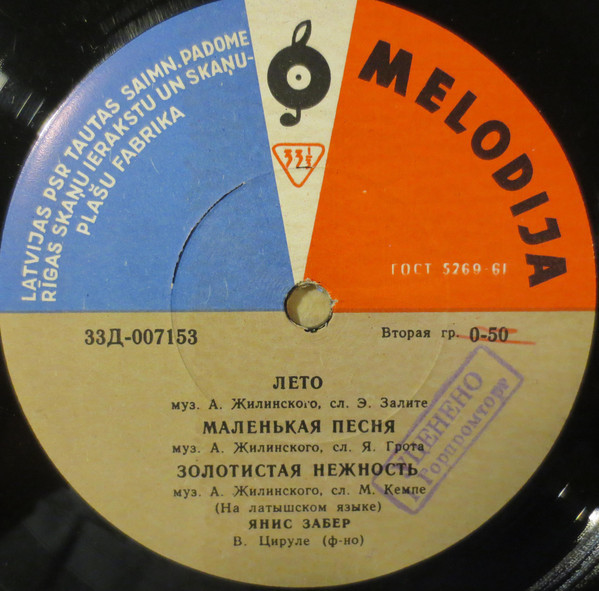 LATVIJAS PSR TAUTAS SAIMN. PADOME
RĪGAS SKAŅU IERAKSTU UN SKAŅU-
PLAŠU FABRIKA
33⅓
MELODIJA
ГОСТ 5269-61
33Д-007153
Вторая гр. 0-50
ЛЕТО
муз. А. Жилинского, сл. Э. Залите
МАЛЕНЬКАЯ ПЕСНЯ
муз. А. Жилинского, сл. Я. Грота
ЗОЛОТИСТАЯ НЕЖНОСТЬ
муз. А. Жилинского, сл. М. Кемпе
(На латышском языке)
ЯНИС ЗАБЕР
В. Цируле (ф-но)
УЦЕНЕНО
Горпромторг